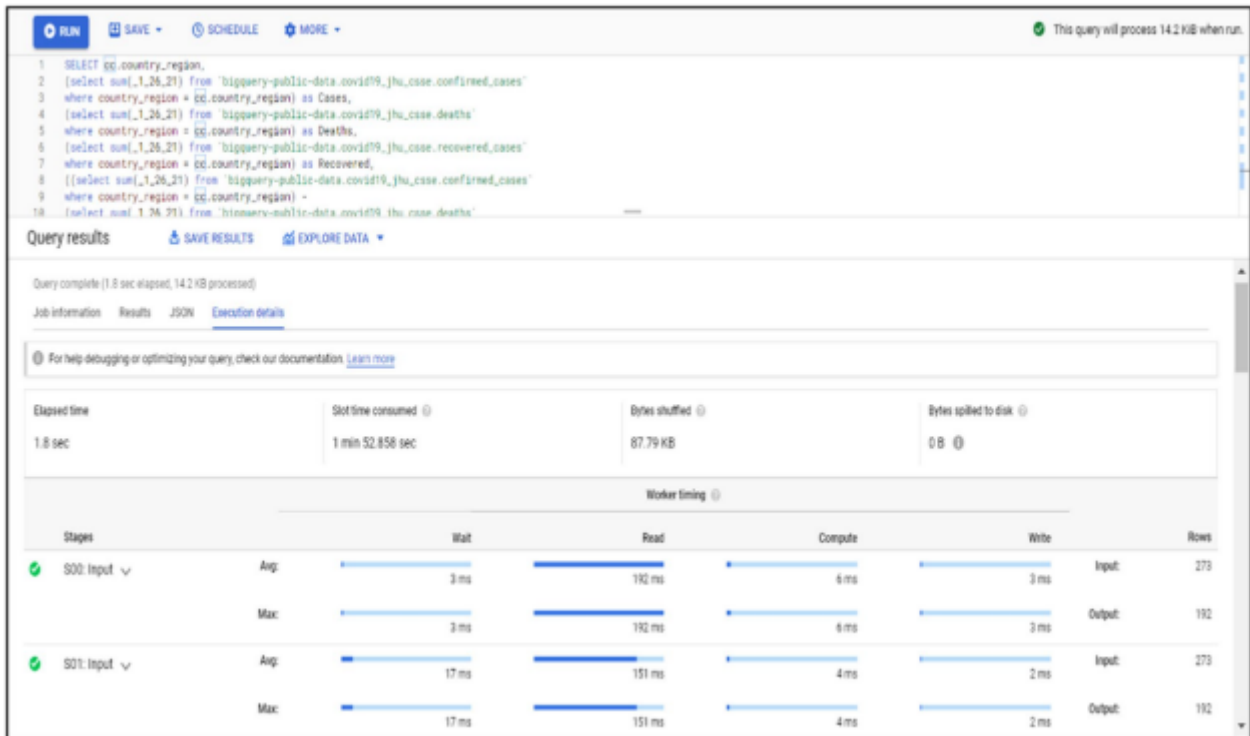 RUN SAVE SCHEDULE MORE This query will process 14.2 KiB when run.
1 SELECT cc.country_region,
2 (select sum(_1_26_21) from `bigquery-public-data.covid19_jhu_csse.confirmed_cases`
3 where country_region = cc.country_region) as Cases,
4 (select sum(_1_26_21) from `bigquery-public-data.covid19_jhu_csse.deaths`
5 where country_region = cc.country_region) as Deaths,
6 (select sum(_1_26_21) from `bigquery-public-data.covid19_jhu_csse.recovered_cases`
7 where country_region = cc.country_region) as Recovered,
8 ((select sum(_1_26_21) from `bigquery-public-data.covid19_jhu_csse.confirmed_cases`
9 where country_region = cc.country_region) -
10 (select sum(_1_26_21) from `bigquery-public-data.covid19_jhu_csse.deaths`
Query results SAVE RESULTS EXPLORE DATA
Query complete (1.8 sec elapsed, 14.2 KB processed)
Job information Results JSON Execution details
For help debugging or optimizing your query, check our documentation. Learn more
Elapsed time Slot time consumed Bytes shuffled Bytes spilled to disk
1.8 sec 1 min 52.858 sec 87.79 KB 0 B
Worker timing
Stages Wait Read Compute Write Rows
S00: Input Avg: 3 ms 192 ms 6 ms 3 ms Input: 273
Max: 3 ms 192 ms 6 ms 3 ms Output: 192
S01: Input Avg: 17 ms 151 ms 4 ms 2 ms Input: 273
Max: 17 ms 151 ms 4 ms 2 ms Output: 192